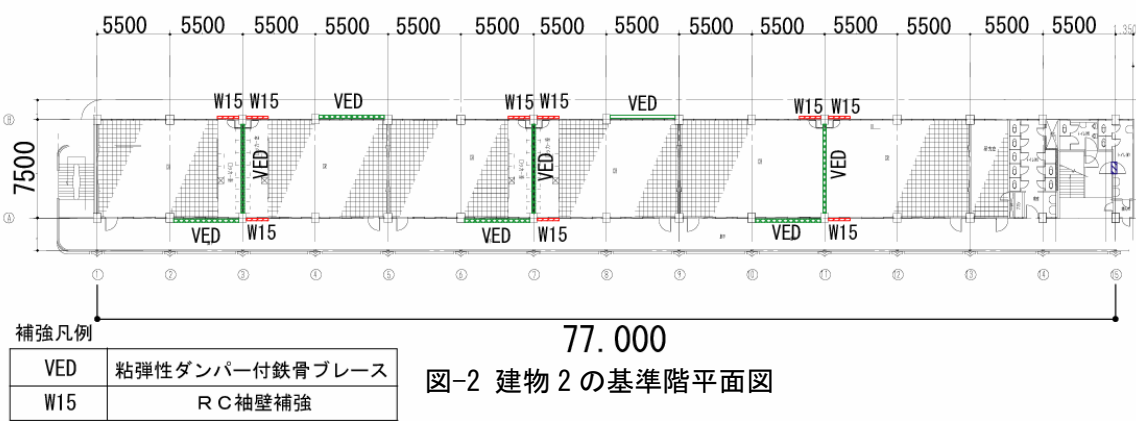 5500 5500 5500 5500 5500 5500 5500 5500 5500 5500 5500 5500 5500 5500 1.350
W15 W15 VED W15 W15 VED W15 W15
B
7500 VED VED VED
A
VED W15 VED W15 VED W15
1 2 3 4 5 6 7 8 9 10 11 12 13 14 15
77.000
補強凡例
VED 粘弾性ダンパー付鉄骨ブレース
W15 RC袖壁補強
図-2 建物2の基準階平面図